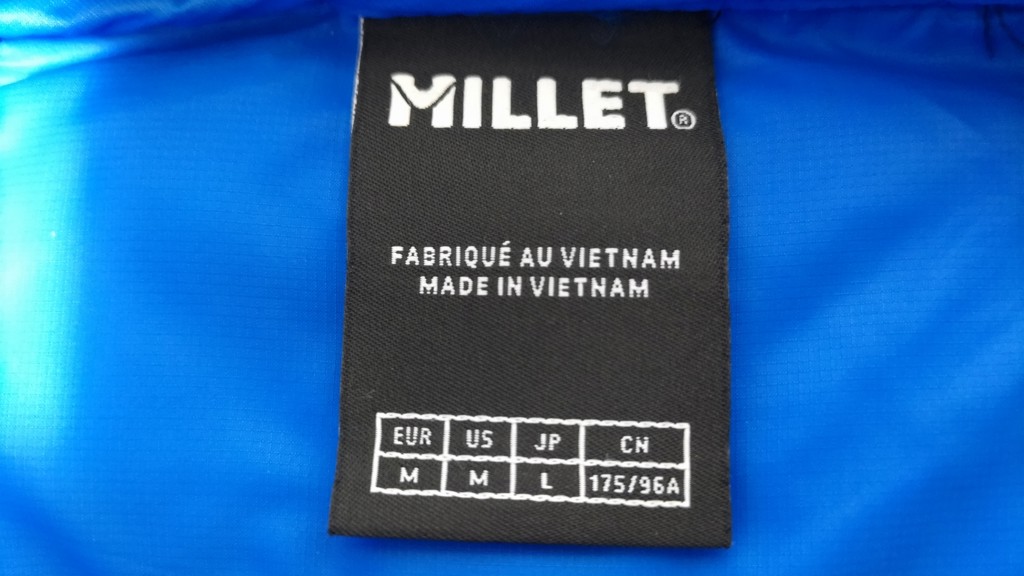 MILLET®
FABRIQUÉ AU VIETNAM
MADE IN VIETNAM
EUR US JP CN
M M L 175/96A